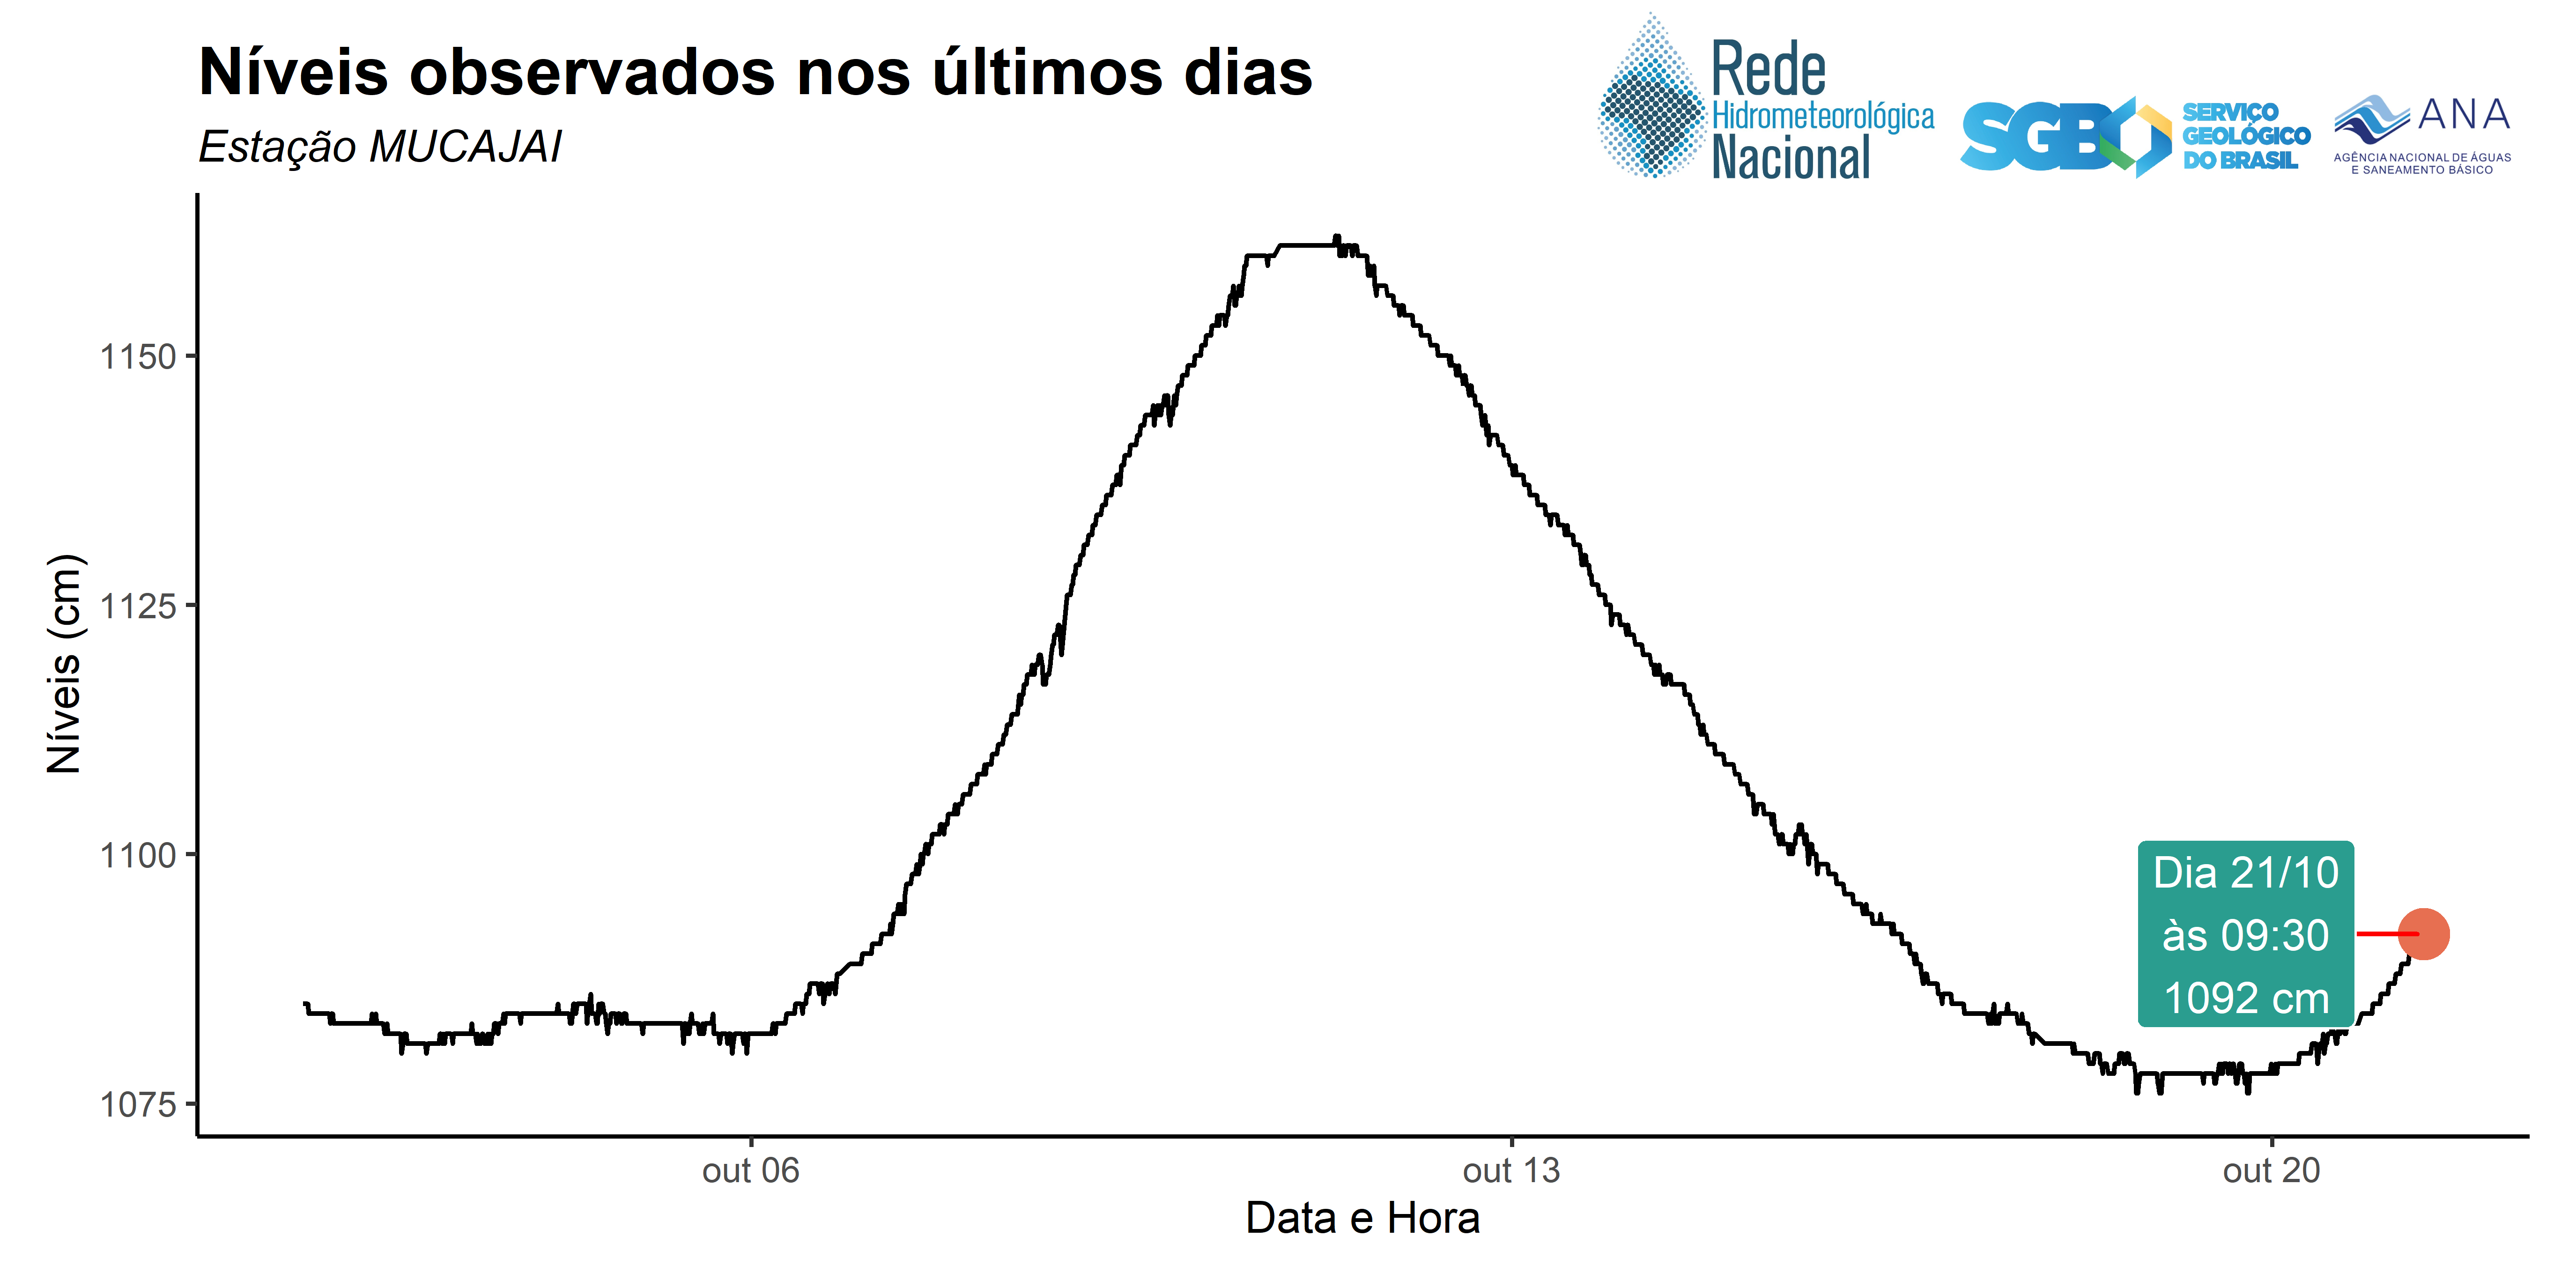 Níveis observados nos últimos dias
Estação MUCAJAI
Rede
Hidrometeorológica
Nacional
SGB
SERVIÇO
GEOLÓGICO
DO BRASIL
ANA
AGÊNCIA NACIONAL DE ÁGUAS
E SANEAMENTO BÁSICO
Níveis (cm)
1150
1125
1100
1075
Dia 21/10
às 09:30
1092 cm
out 06
out 13
out 20
Data e Hora